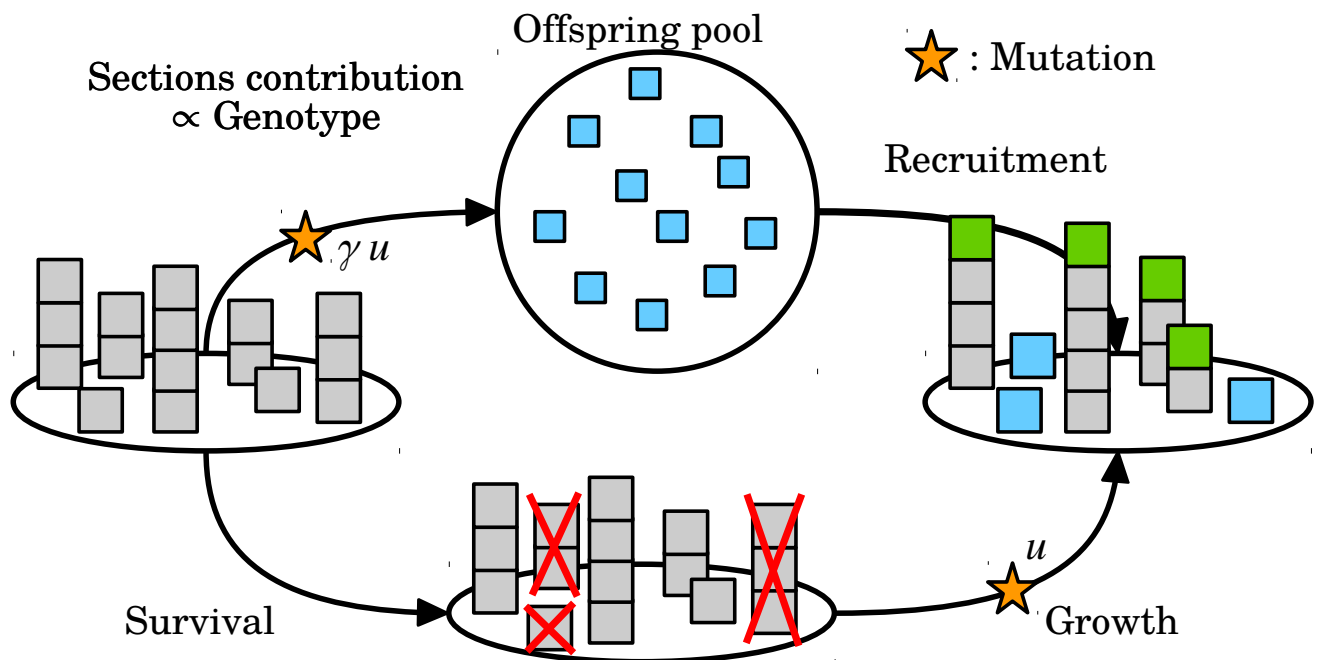 Offspring pool
: Mutation
Sections contribution
∝ Genotype
Recruitment
γ u
u
Survival
Growth